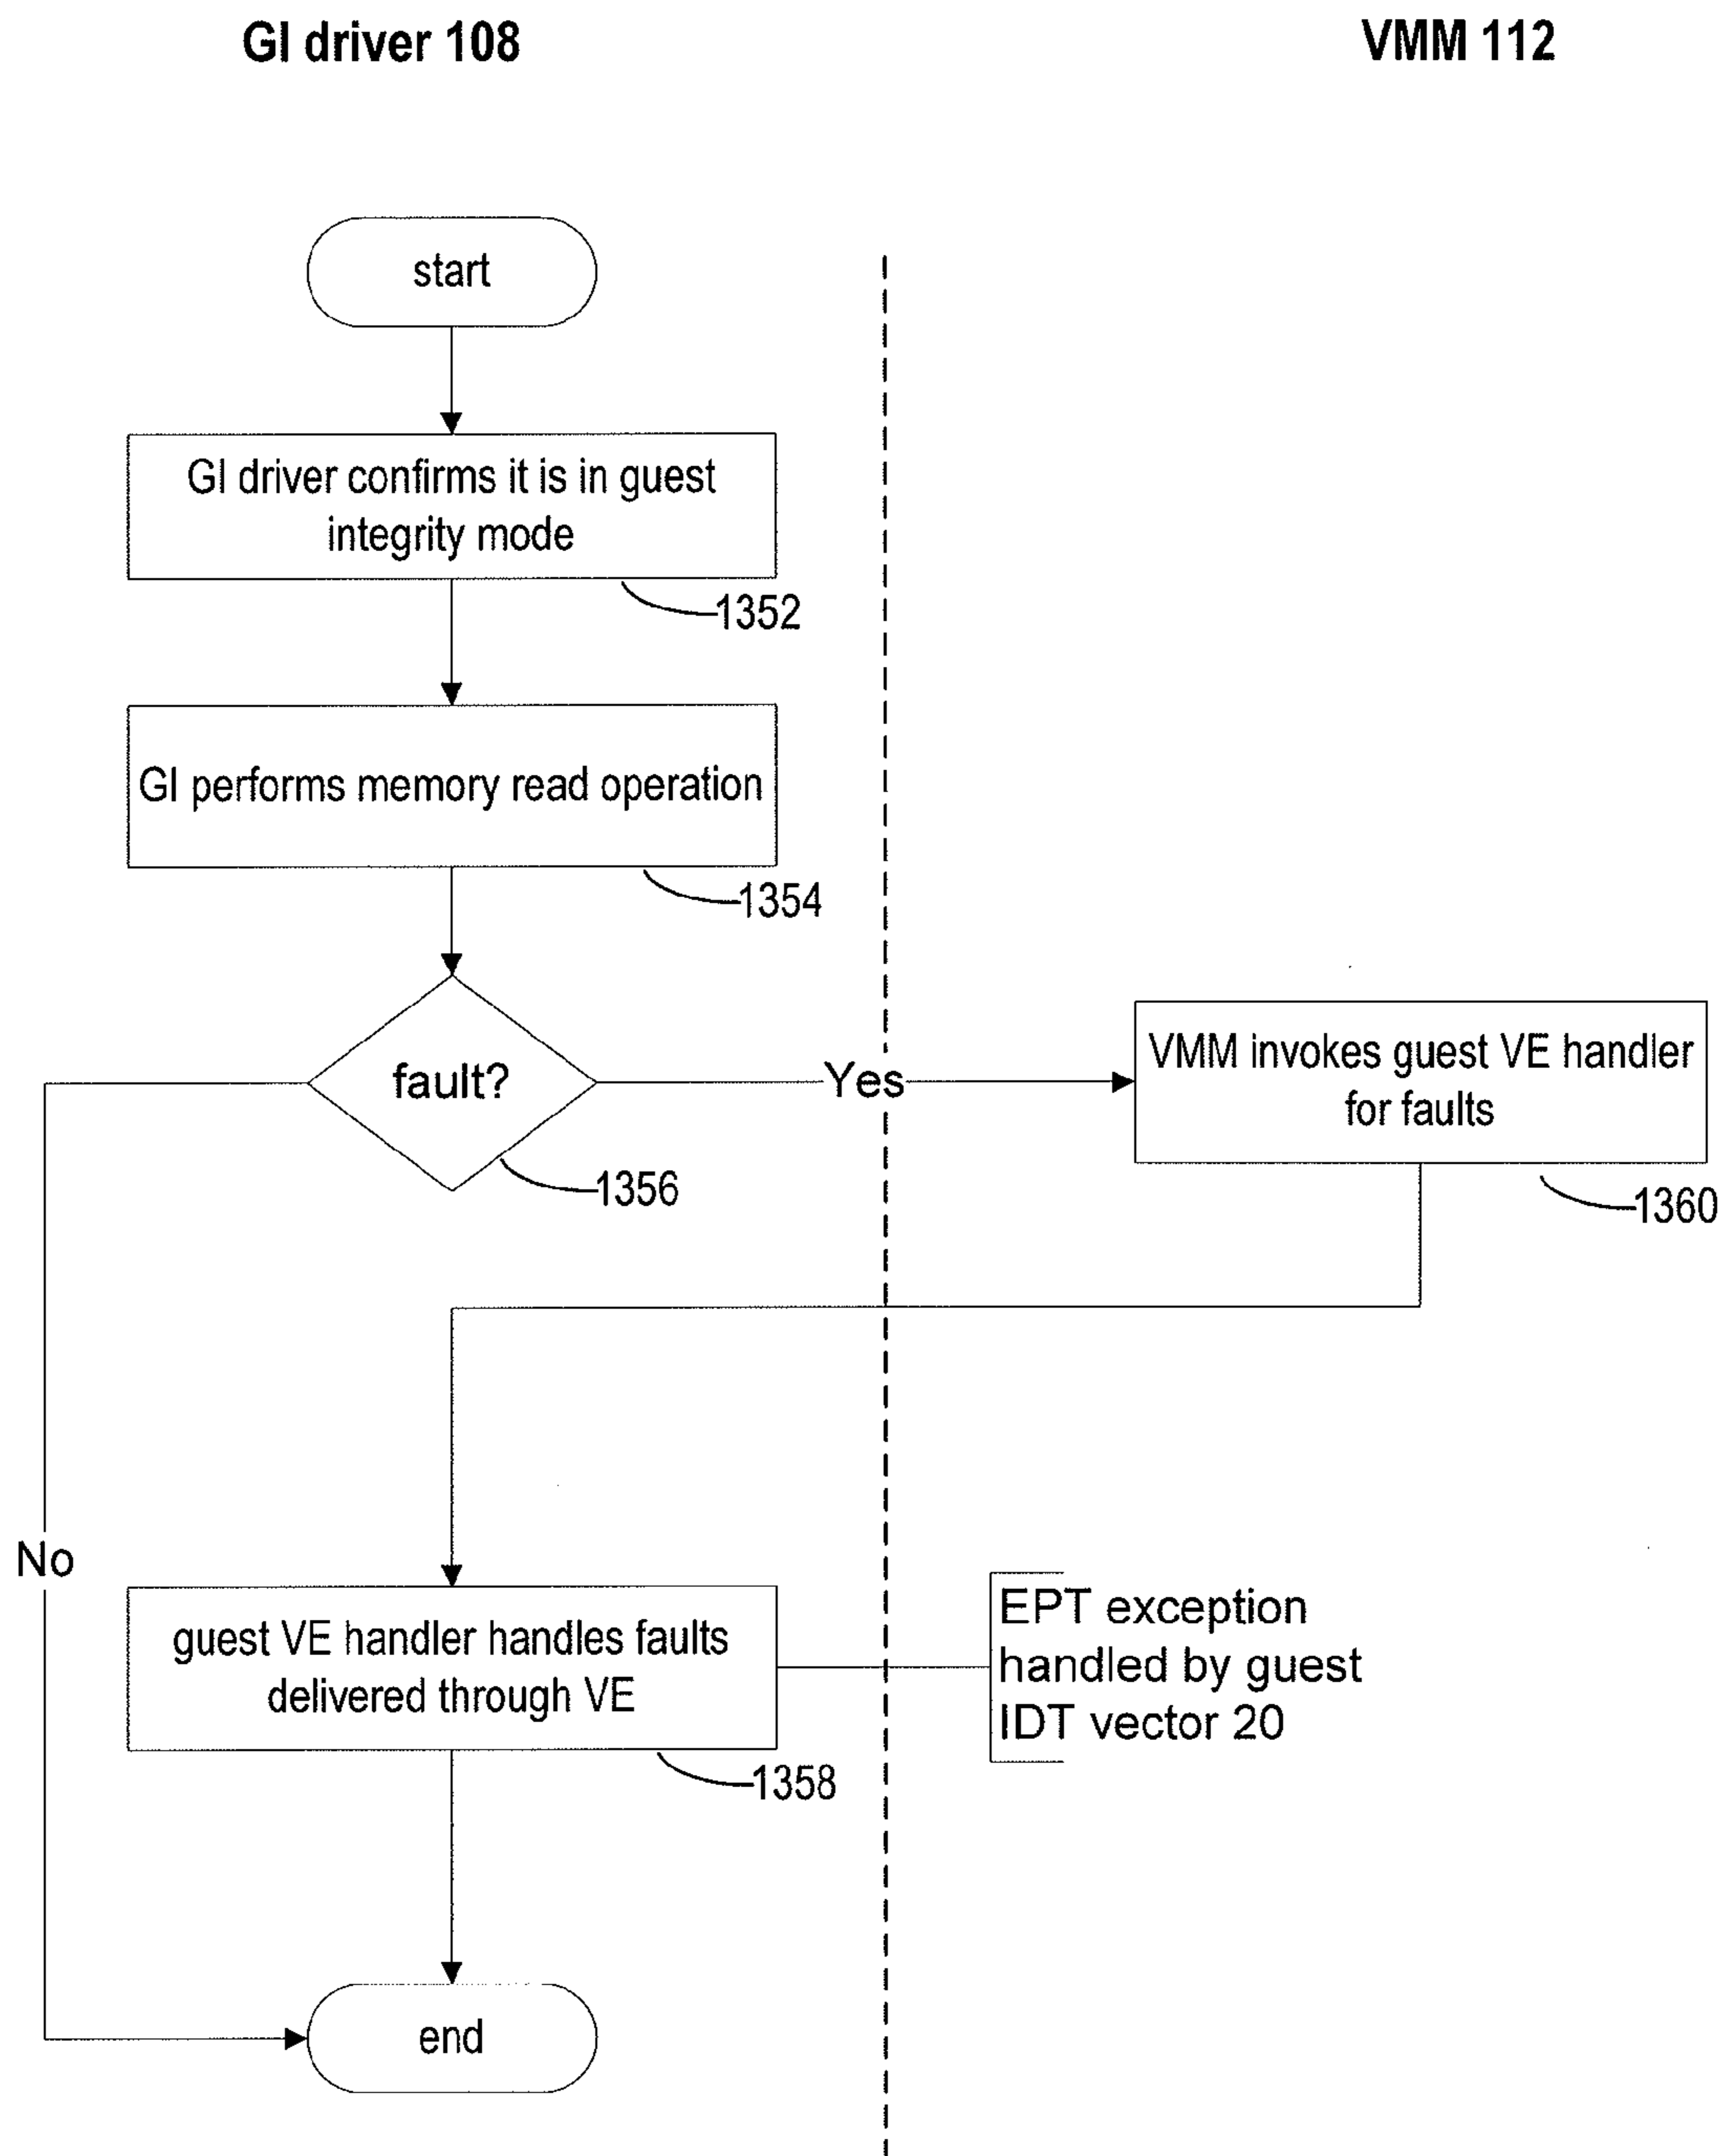 GI driver 108
VMM 112
start
GI driver confirms it is in guest
integrity mode
1352
GI performs memory read operation
1354
fault?
Yes
VMM invokes guest VE handler
for faults
1356
1360
No
guest VE handler handles faults
delivered through VE
EPT exception
handled by guest
IDT vector 20
1358
end